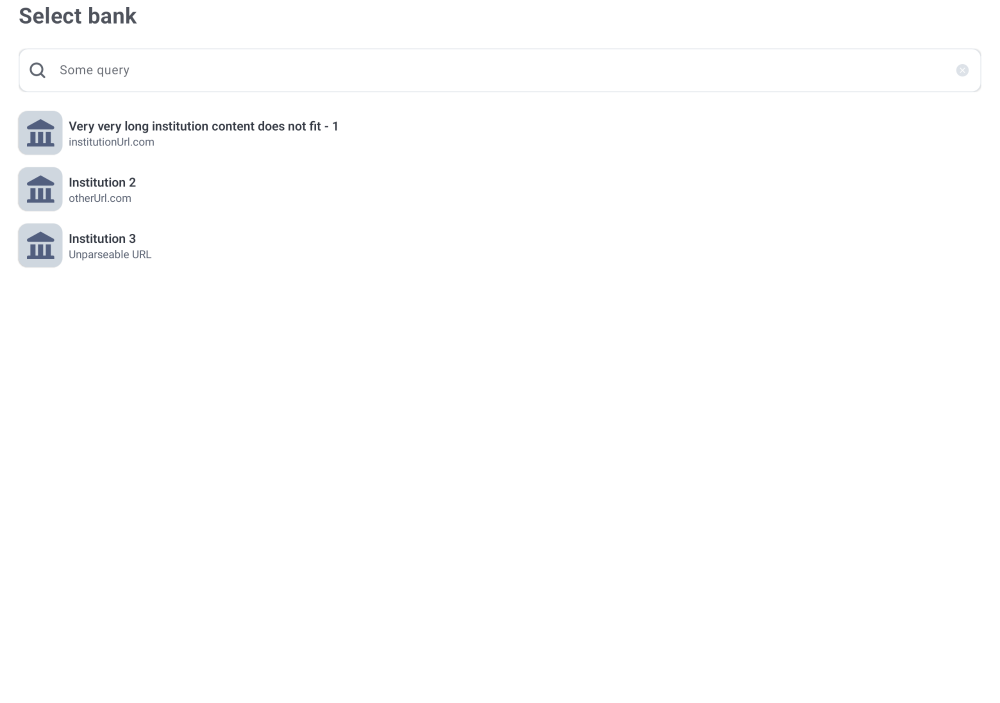 Select bank
Some query
Very very long institution content does not fit - 1
institutionUrl.com
Institution 2
otherUrl.com
Institution 3
Unparseable URL